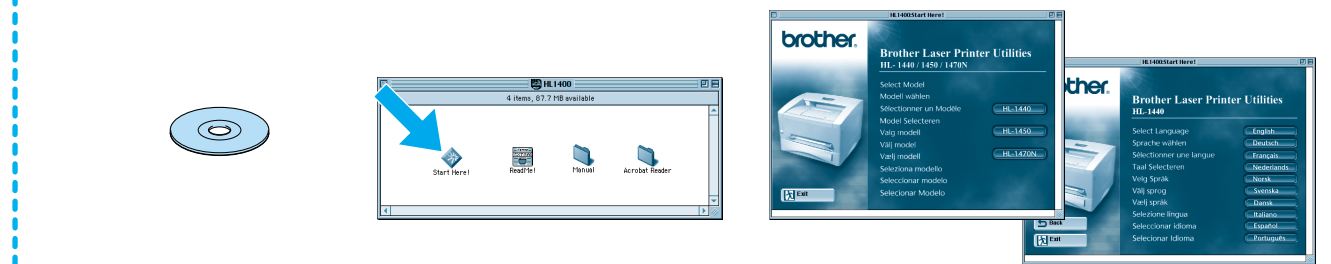 HL1400
4 items, 87.7 MB available
Start Here!
ReadMe!
Manual
Acrobat Reader
HL1400:Start Here!
brother.
Brother Laser Printer Utilities
HL- 1440 / 1450 / 1470N
Select Model
Modell wählen
Sélectionner un Modèle
HL-1440
Model Selecteren
Valg modell
HL-1450
Välj model
Vælj modell
HL-1470N
Seleziona modello
Seleccionar modelo
Selecionar Modelo
Exit
HL1400:Start Here!
ther.
Brother Laser Printer Utilities
HL-1440
Select Language English
Sprache wählen Deutsch
Sélectionner une langue Français
Taal Selecteren Nederlands
Velg Språk Norsk
Välj sprog Svenska
Vælj språk Dansk
Selezione lingua Italiano
Back
Seleccionar idioma Español
Exit
Selecionar Idioma Português